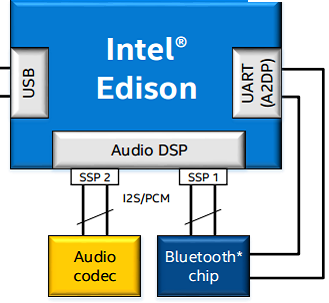 Intel®
Edison
USB
UART
(A2DP)
Audio DSP
SSP 2
SSP 1
I2S/PCM
Audio
codec
Bluetooth*
chip